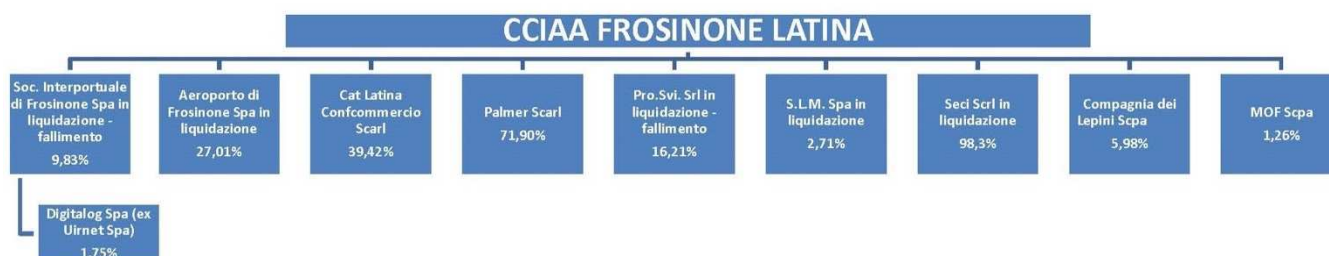 CCIAA FROSINONE LATINA
Soc. Interportuale
di Frosinone Spa in
liquidazione -
fallimento
9,83%
Aeroporto di
Frosinone Spa in
liquidazione
27,01%
Cat Latina
Confcommercio
Scarl
39,42%
Palmer Scarl
71,90%
Pro.Svi. Srl in
liquidazione -
fallimento
16,21%
S.L.M. Spa in
liquidazione
2,71%
Seci Scrl in
liquidazione
98,3%
Compagnia dei
Lepini Scpa
5,98%
MOF Scpa
1,26%
Digitalog Spa (ex
Uirnet Spa)
1,75%